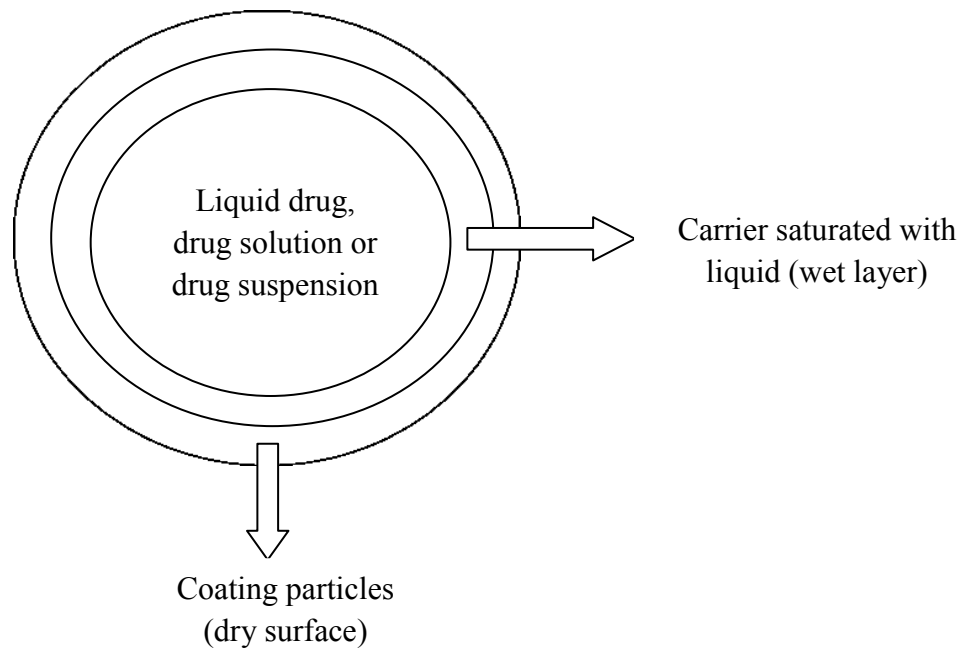 Liquid drug,
drug solution or
drug suspension
Carrier saturated with
liquid (wet layer)
Coating particles
(dry surface)